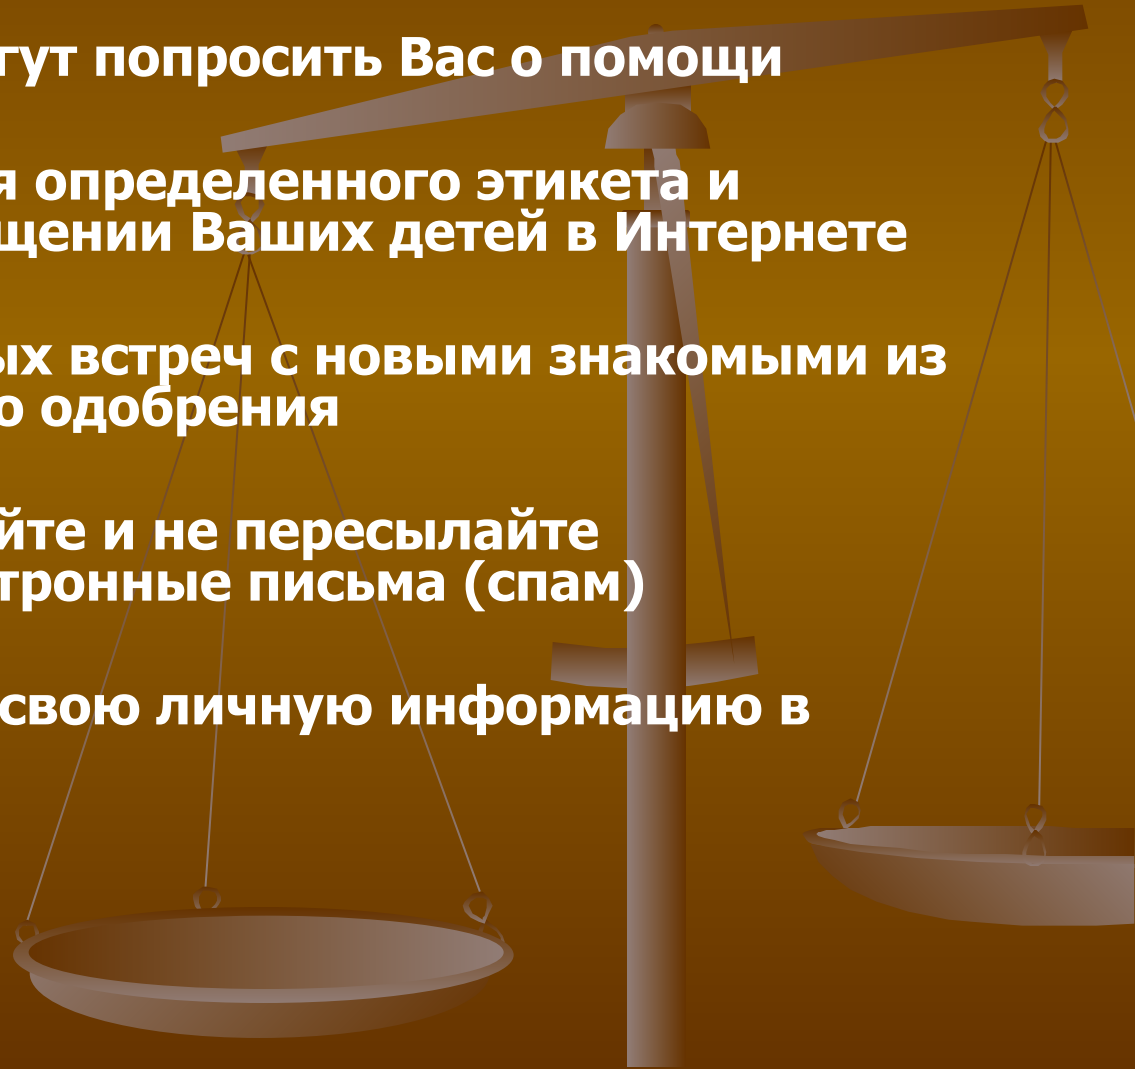 гут попросить Вас о помощи
я определенного этикета и
щении Ваших детей в Интернете
ых встреч с новыми знакомыми из
о одобрения
йте и не пересылайте
тронные письма (спам)
свою личную информацию в